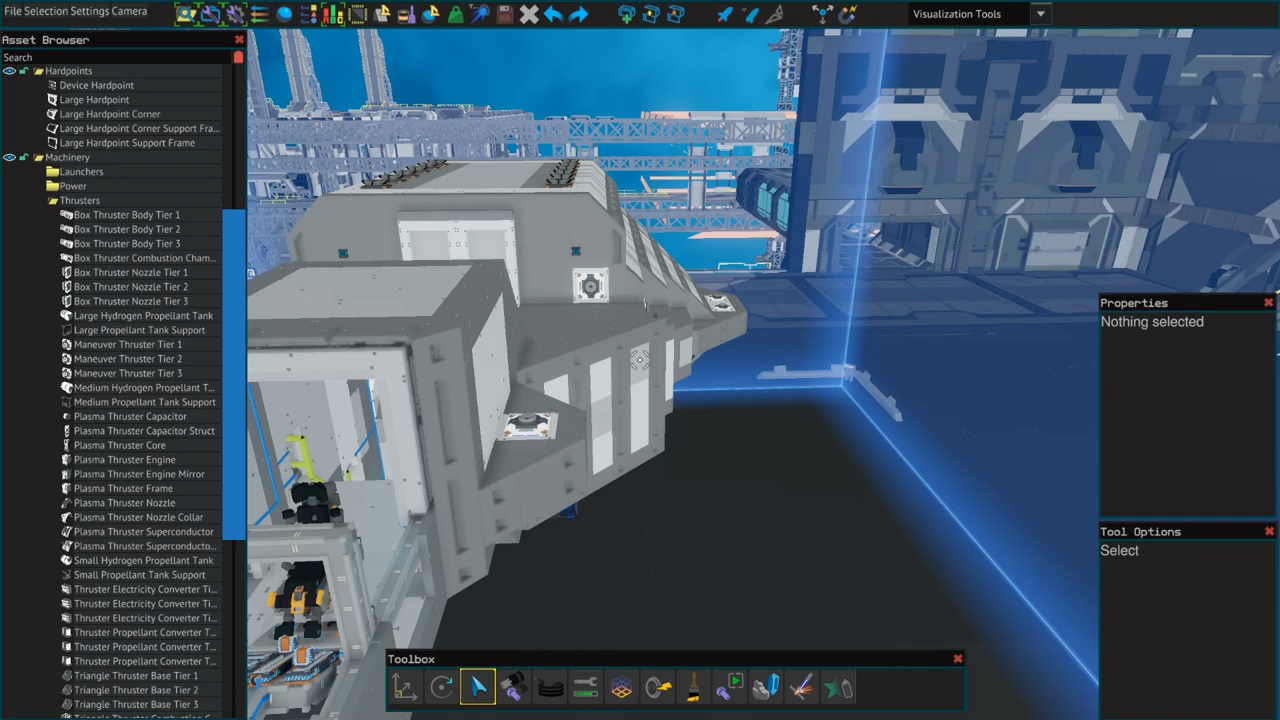 File Selection Settings Camera
Visualization Tools
Asset Browser
Search
Hardpoints
Device Hardpoint
Large Hardpoint
Large Hardpoint Corner
Large Hardpoint Corner Support Fra...
Large Hardpoint Support Frame
Machinery
Launchers
Power
Thrusters
Box Thruster Body Tier 1
Box Thruster Body Tier 2
Box Thruster Body Tier 3
Box Thruster Combustion Cham...
Box Thruster Nozzle Tier 1
Box Thruster Nozzle Tier 2
Box Thruster Nozzle Tier 3
Large Hydrogen Propellant Tank
Large Propellant Tank Support
Maneuver Thruster Tier 1
Maneuver Thruster Tier 2
Maneuver Thruster Tier 3
Medium Hydrogen Propellant T...
Medium Propellant Tank Support
Plasma Thruster Capacitor
Plasma Thruster Capacitor Struct
Plasma Thruster Core
Plasma Thruster Engine
Plasma Thruster Engine Mirror
Plasma Thruster Frame
Plasma Thruster Nozzle
Plasma Thruster Nozzle Collar
Plasma Thruster Superconductor
Plasma Thruster Superconducto...
Small Hydrogen Propellant Tank
Small Propellant Tank Support
Thruster Electricity Converter Ti...
Thruster Electricity Converter Ti...
Thruster Electricity Converter Ti...
Thruster Propellant Converter T...
Thruster Propellant Converter T...
Thruster Propellant Converter T...
Triangle Thruster Base Tier 1
Triangle Thruster Base Tier 2
Triangle Thruster Base Tier 3
Properties
Nothing selected
Tool Options
Select
Toolbox